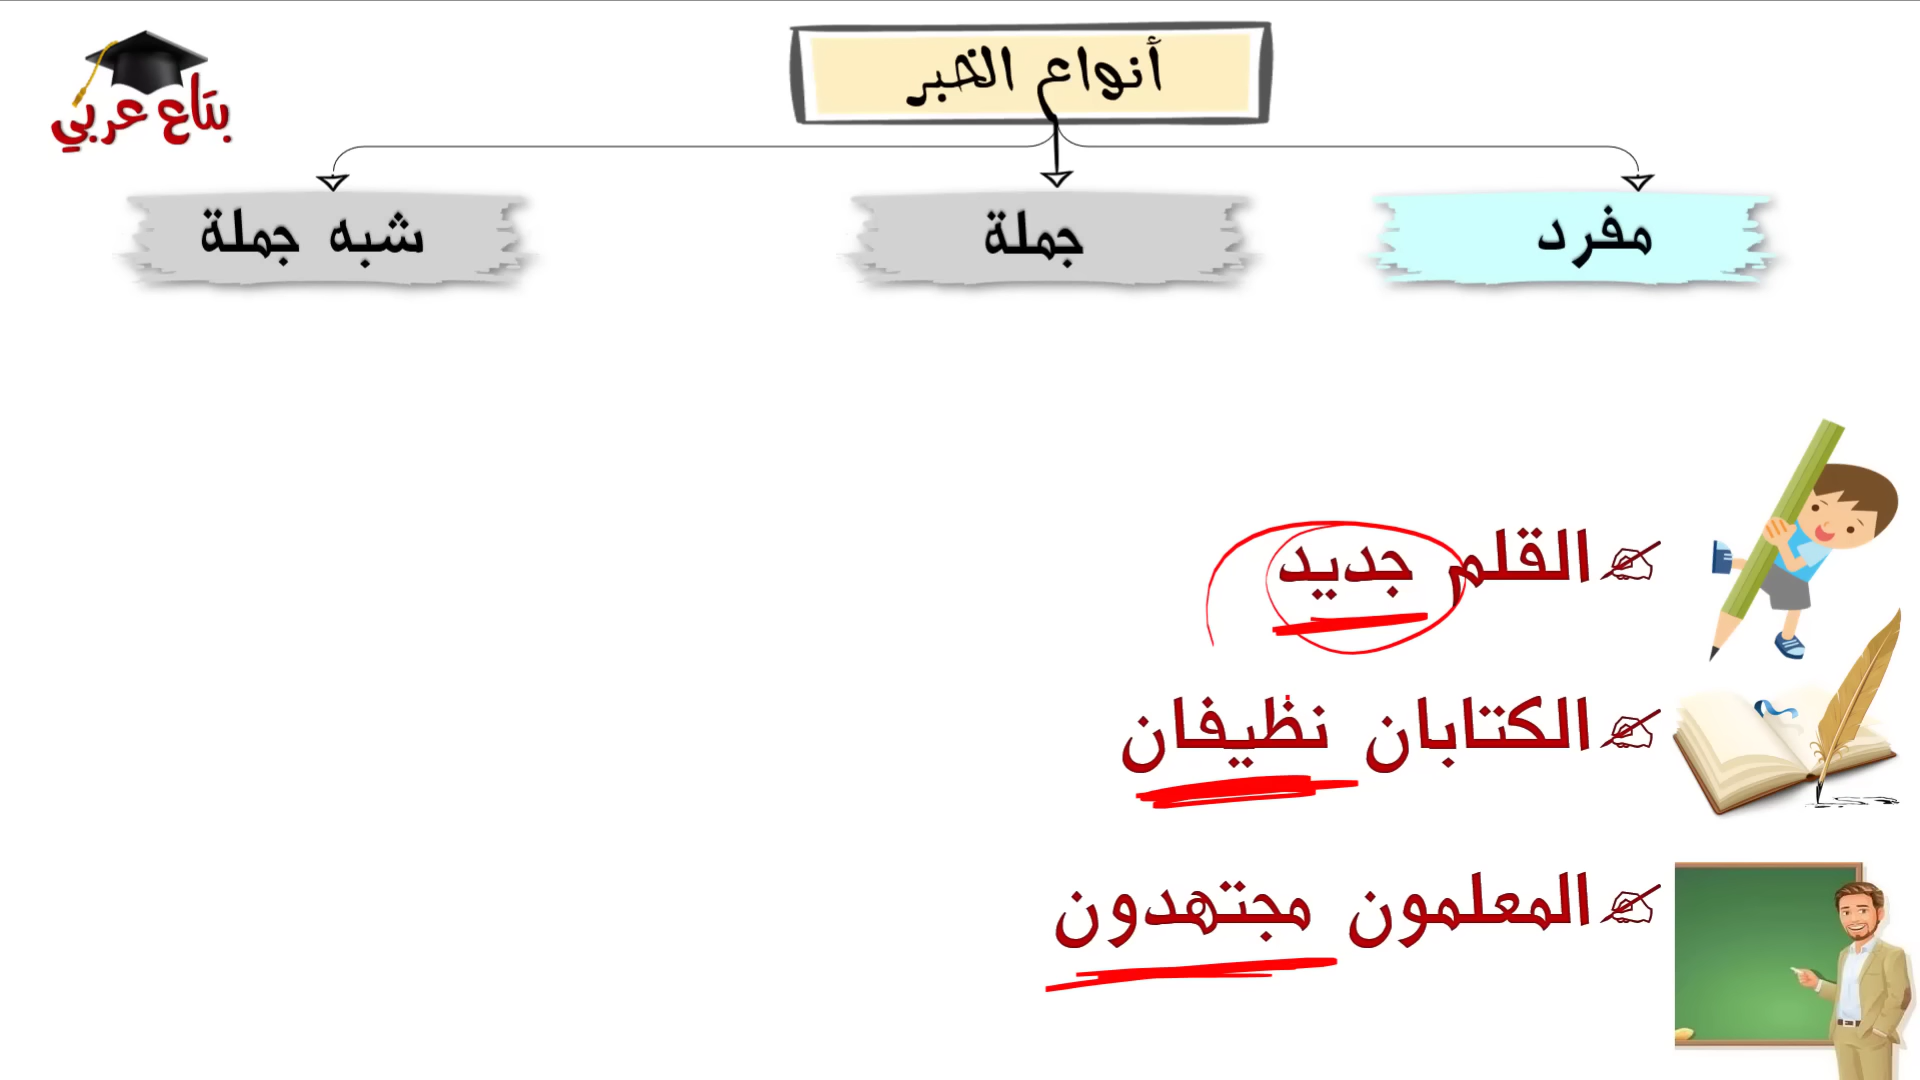 بتاع عربي
أنواع الخبر
مفرد
جملة
شبه جملة
القلم جديد
الكتابان نظيفان
المعلمون مجتهدون